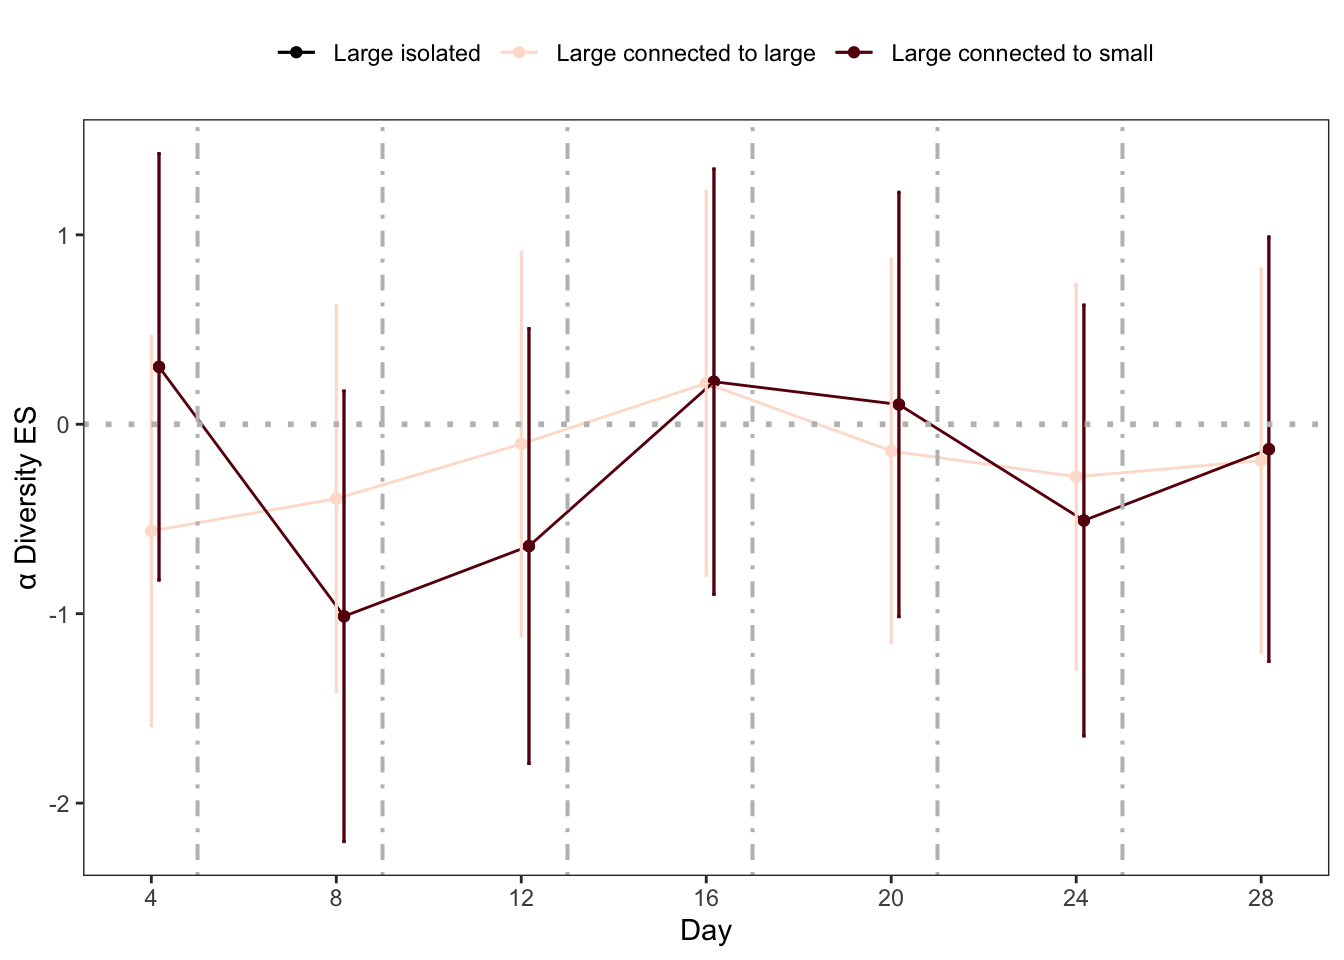 Large isolated Large connected to large Large connected to small
α Diversity ES
1
0
-1
-2
4 8 12 16 20 24 28
Day